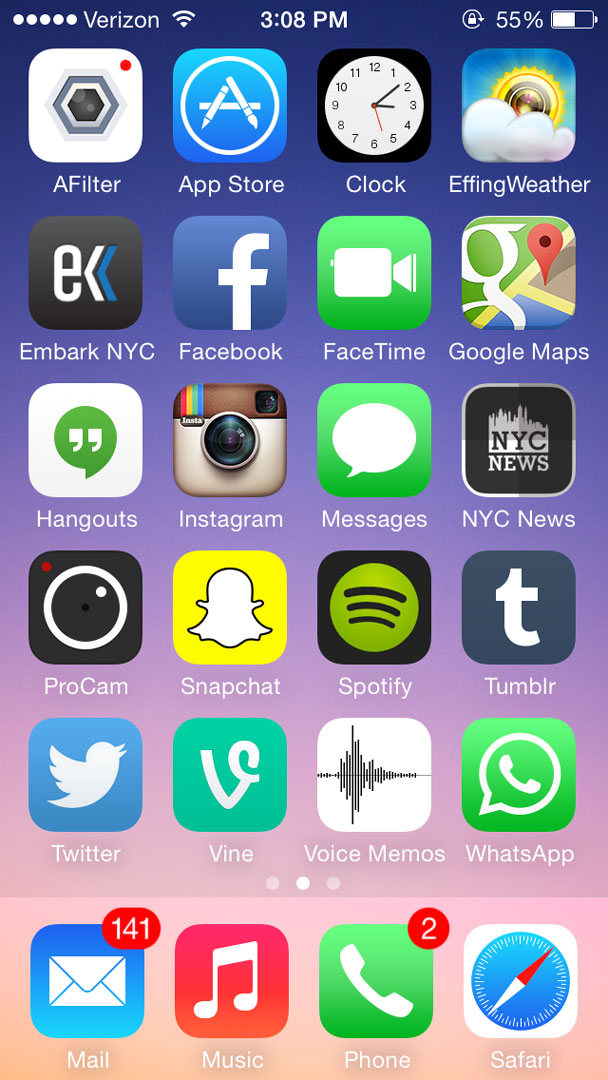 Verizon 3:08 PM 55%
12
11 1
10 2
9 3
8 4
7 5
6
AFilter App Store Clock EffingWeather
eK f g
Embark NYC Facebook FaceTime Google Maps
Insta
NYC
NEWS
Hangouts Instagram Messages NYC News
t
ProCam Snapchat Spotify Tumblr
Twitter Vine Voice Memos WhatsApp
141 2
Mail Music Phone Safari